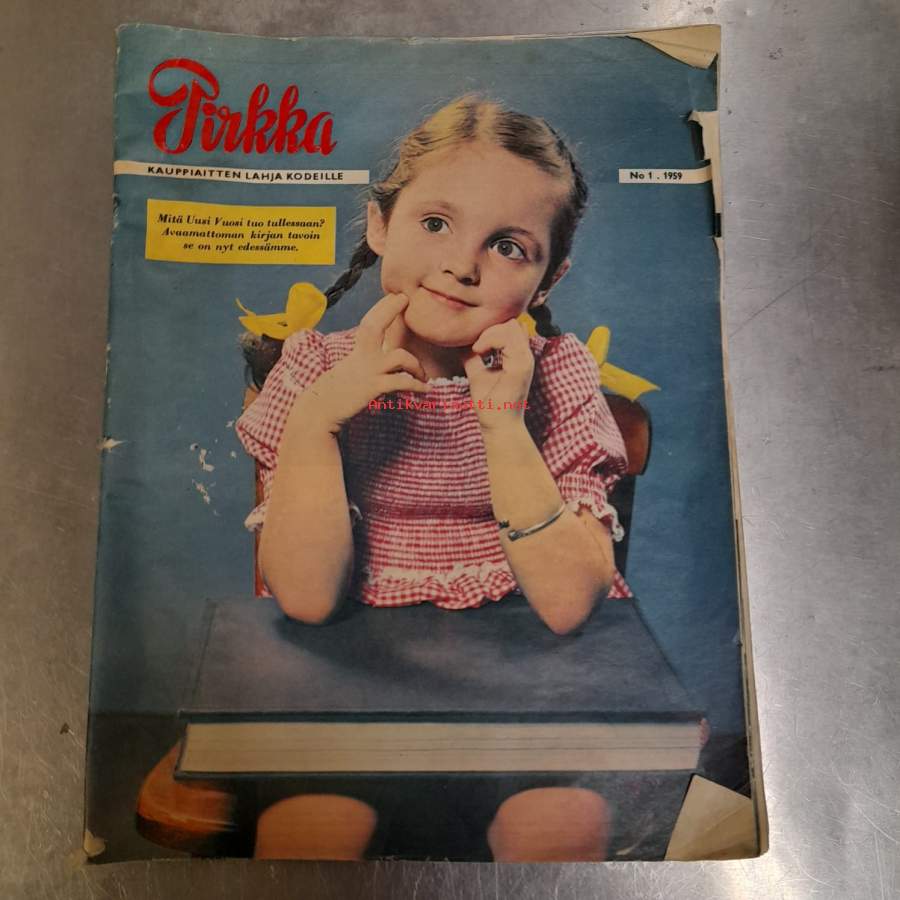 Pirkka
KAUPPIAITTEN LAHJA KODEILLE
No 1 . 1959
Mitä Uusi Vuosi tuo tullessaan?
Avaamattoman kirjan tavoin
se on nyt edessämme.
Antikvariaatti.net